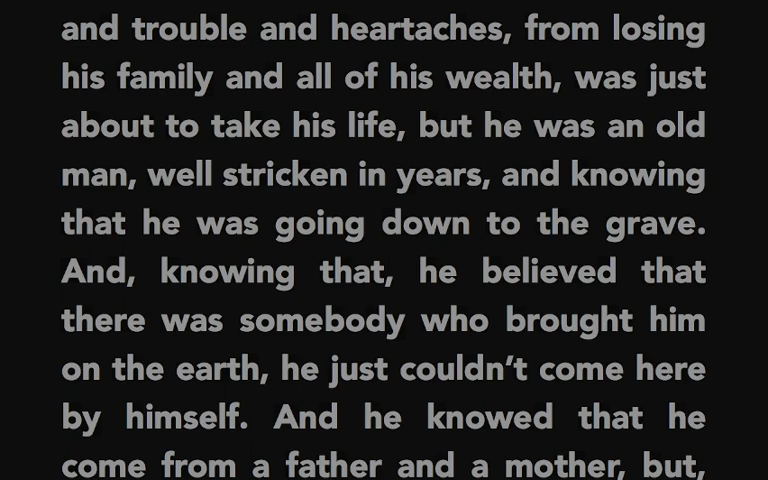 and trouble and heartaches, from losing
his family and all of his wealth, was just
about to take his life, but he was an old
man, well stricken in years, and knowing
that he was going down to the grave.
And, knowing that, he believed that
there was somebody who brought him
on the earth, he just couldn’t come here
by himself. And he knowed that he
come from a father and a mother, but,